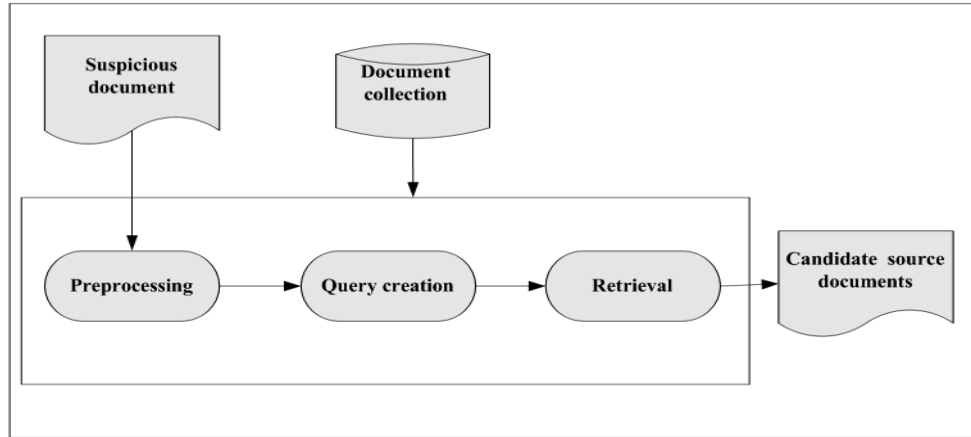 Suspicious
document
Document
collection
Preprocessing
Query creation
Retrieval
Candidate source
documents